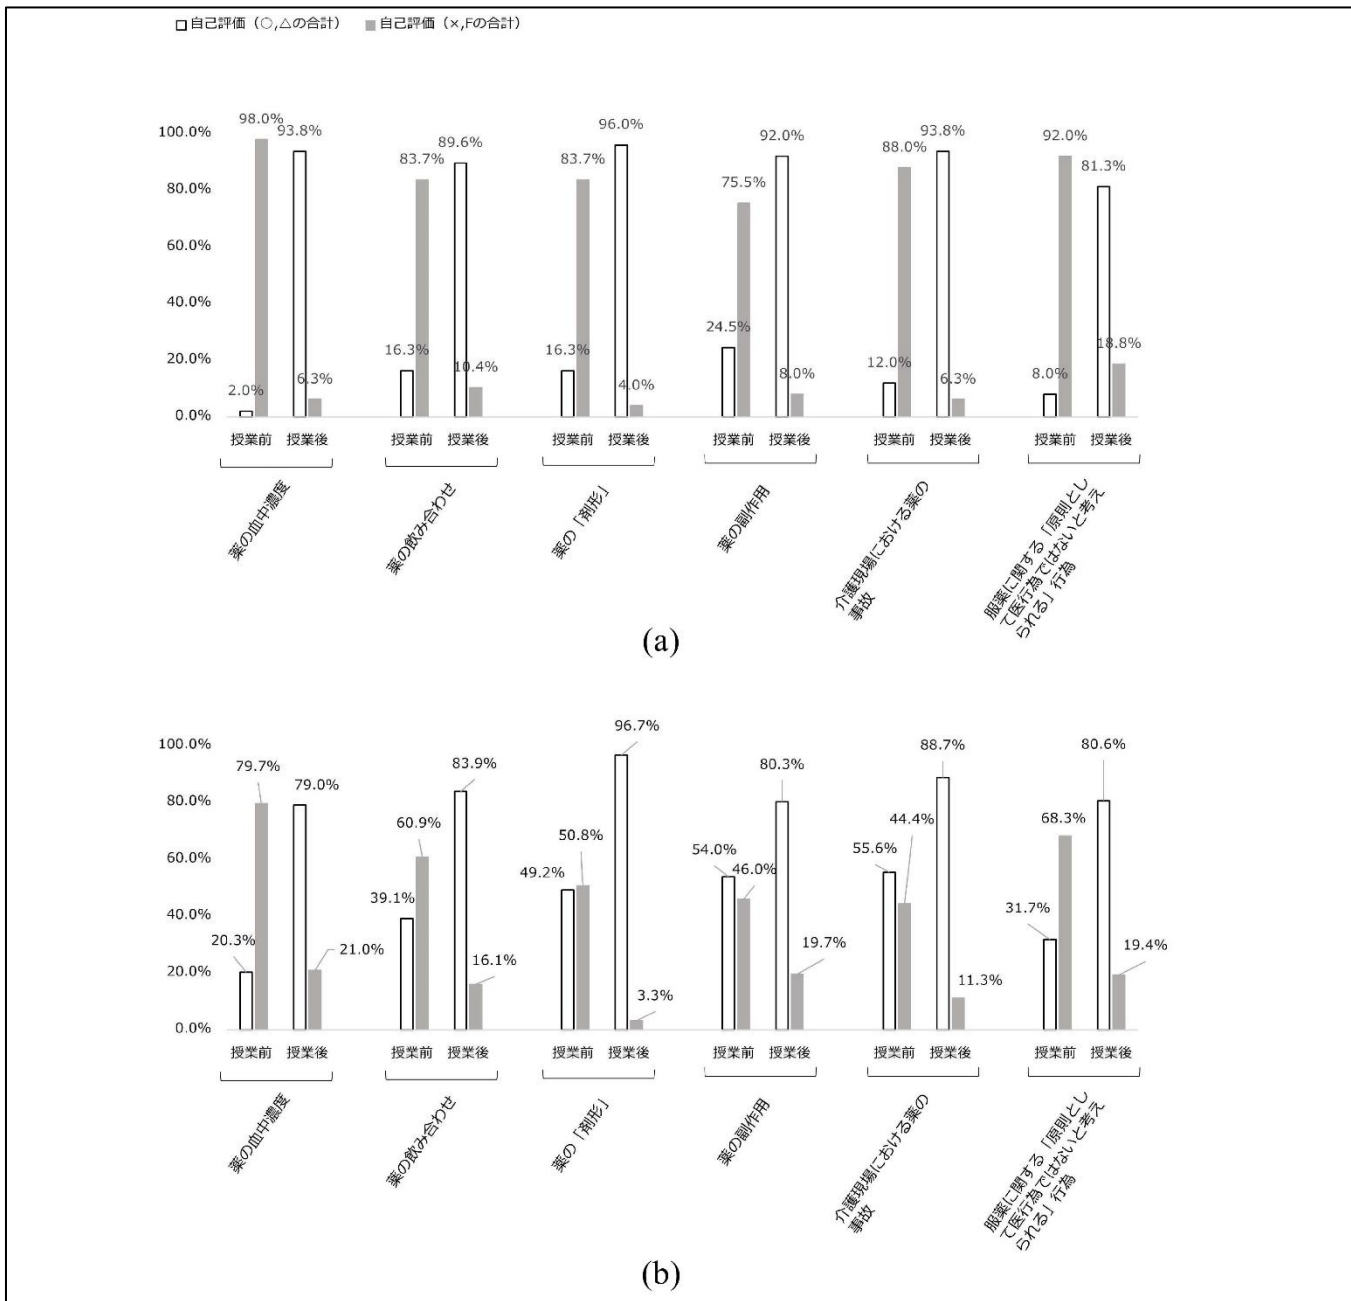 自己評価（○,△の合計） 自己評価（×,Fの合計）
98.0% 93.8% 89.6% 96.0% 92.0% 93.8% 92.0%
100.0%
83.7% 83.7% 88.0% 81.3%
80.0%
75.5%
60.0%
40.0%
24.5%
20.0%
16.3% 16.3% 12.0% 18.8%
2.0% 6.3% 10.4% 4.0% 8.0% 6.3% 8.0%
0.0%
授業前 授業後 授業前 授業後 授業前 授業後 授業前 授業後 授業前 授業後 授業前 授業後
薬の血中濃度
薬の飲み合わせ
薬の「剤形」
薬の副作用
介護現場における薬の
事故
服薬に関する「原則とし
て医行為ではないと考え
られる」行為
(a)
96.7%
100.0%
79.7% 79.0% 83.9% 80.3% 88.7% 80.6%
80.0%
60.9% 50.8% 44.4% 68.3%
60.0%
49.2% 54.0% 46.0% 55.6%
40.0%
39.1% 31.7%
20.3% 21.0% 16.1% 19.7% 19.4%
20.0%
3.3% 11.3%
0.0%
授業前 授業後 授業前 授業後 授業前 授業後 授業前 授業後 授業前 授業後 授業前 授業後
薬の血中濃度
薬の飲み合わせ
薬の「剤形」
薬の副作用
介護現場における薬の
事故
服薬に関する「原則とし
て医行為ではないと考え
られる」行為
(b)